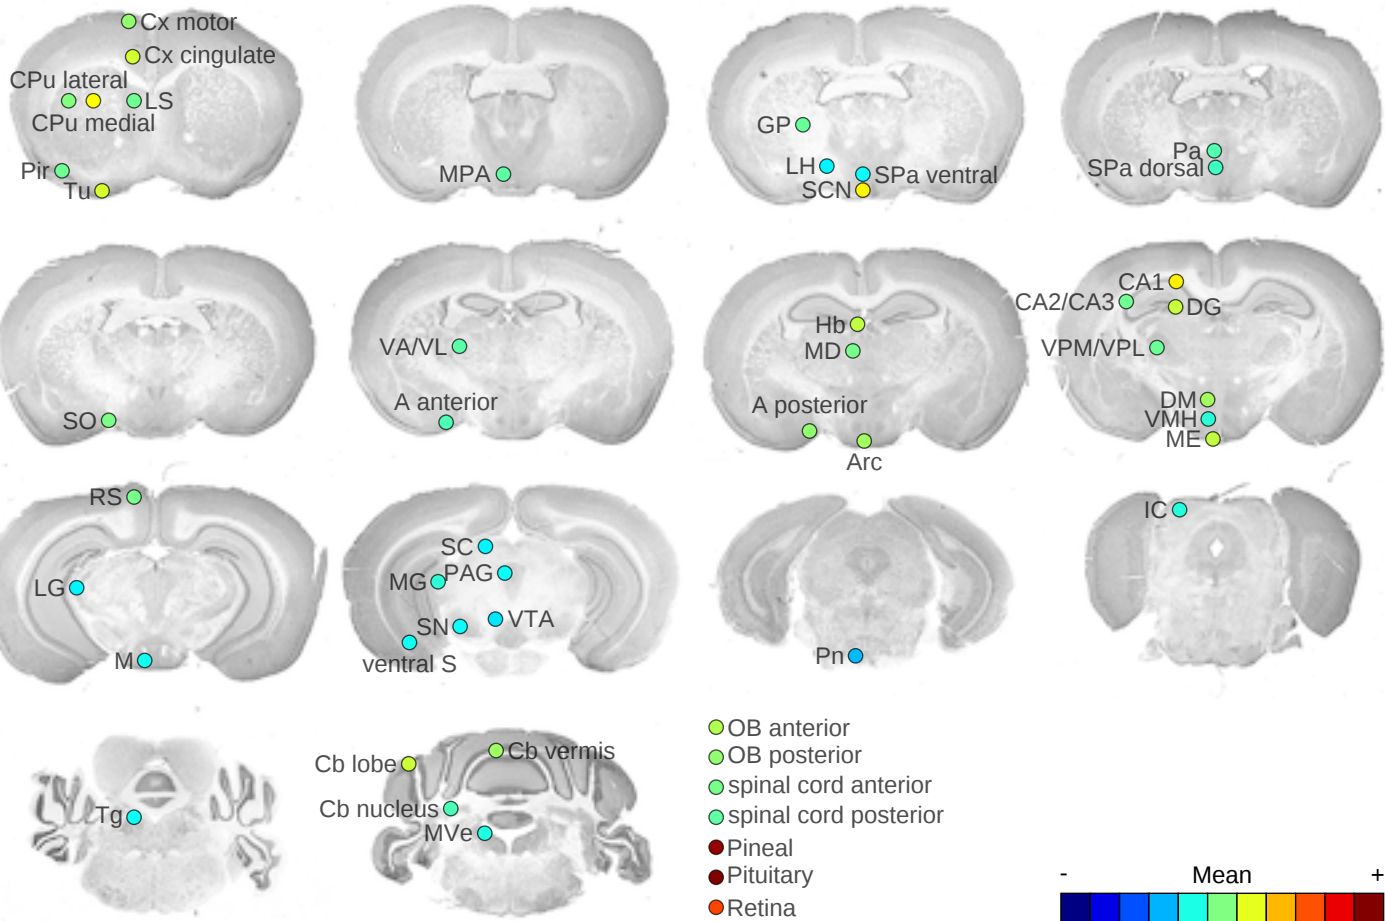 Cx motor
Cx cingulate
CPu lateral
LS
CPu medial
Pir
Tu
MPA
GP
LH
SPa ventral
SCN
Pa
SPa dorsal
SO
VA/VL
A anterior
Hb
MD
A posterior
Arc
CA1
CA2/CA3
DG
VPM/VPL
DM
VMH
ME
RS
LG
M
SC
PAG
MG
SN
VTA
ventral S
Pn
IC
Tg
Cb lobe
Cb vermis
Cb nucleus
MVe
OB anterior
OB posterior
spinal cord anterior
spinal cord posterior
Pineal
Pituitary
Retina
- Mean +